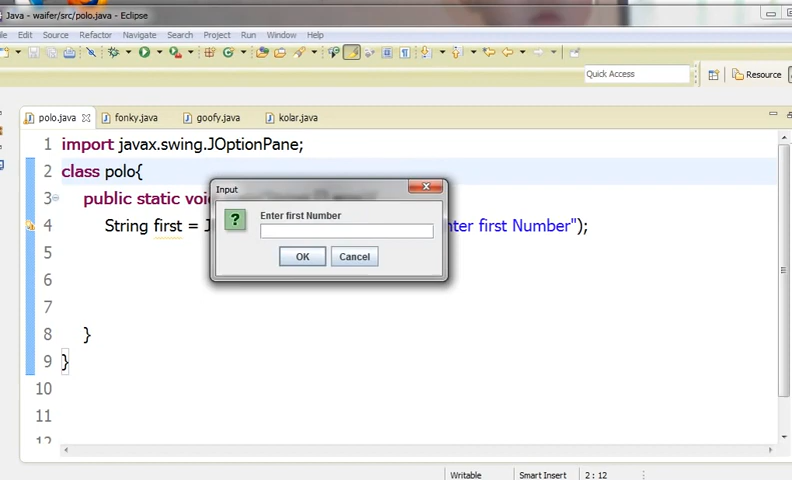 Java - waifer/src/polo.java - Eclipse
File Edit Source Refactor Navigate Search Project Run Window Help
Quick Access Resource
polo.java fonky.java goofy.java kolar.java
1 import javax.swing.JOptionPane;
2 class polo{
Input
3 public static void
Enter first Number
4 String first = J nter first Number");
5
OK Cancel
6
7
8 }
9 }
10
11
12
Writable Smart Insert 2 : 12